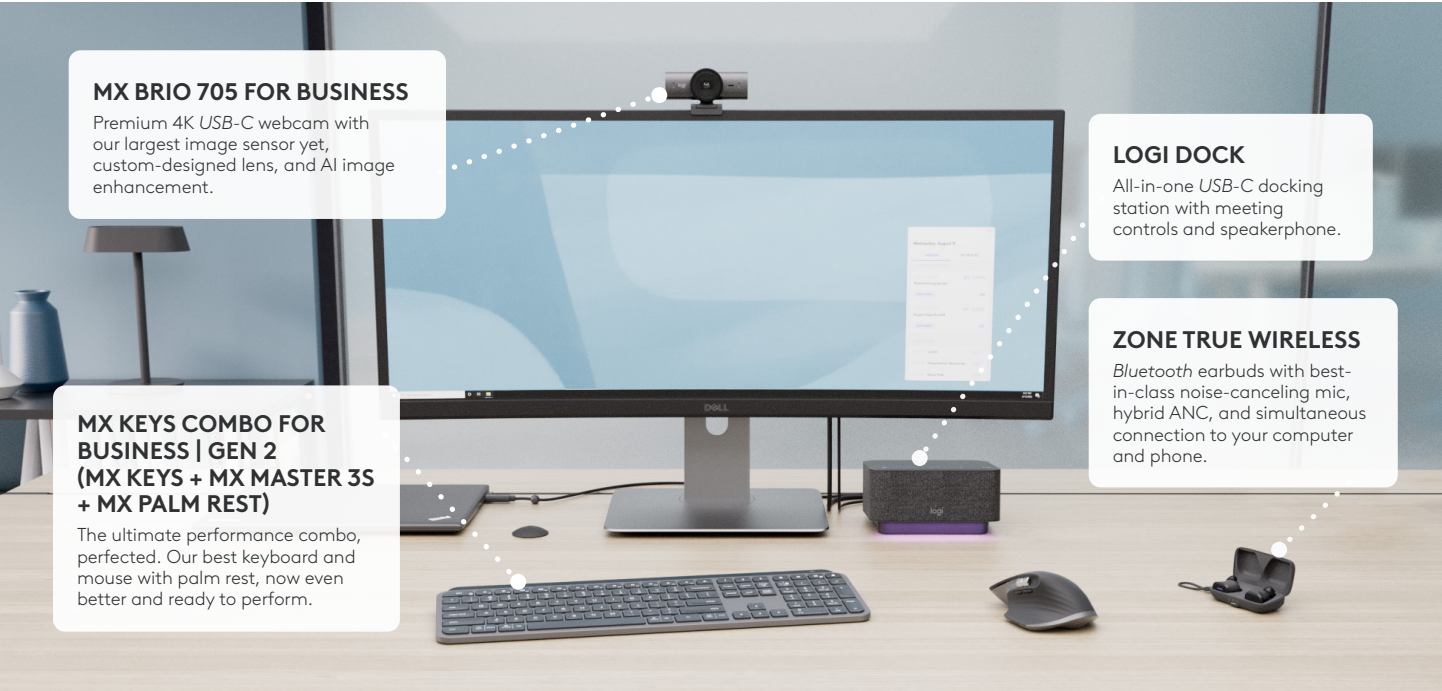 MX BRIO 705 FOR BUSINESS
Premium 4K USB-C webcam with
our largest image sensor yet,
custom-designed lens, and AI image
enhancement.
LOGI DOCK
All-in-one USB-C docking
station with meeting
controls and speakerphone.
ZONE TRUE WIRELESS
Bluetooth earbuds with best-
in-class noise-canceling mic,
hybrid ANC, and simultaneous
connection to your computer
and phone.
MX KEYS COMBO FOR
BUSINESS | GEN 2
(MX KEYS + MX MASTER 3S
+ MX PALM REST)
The ultimate performance combo,
perfected. Our best keyboard and
mouse with palm rest, now even
better and ready to perform.
DELL
logi